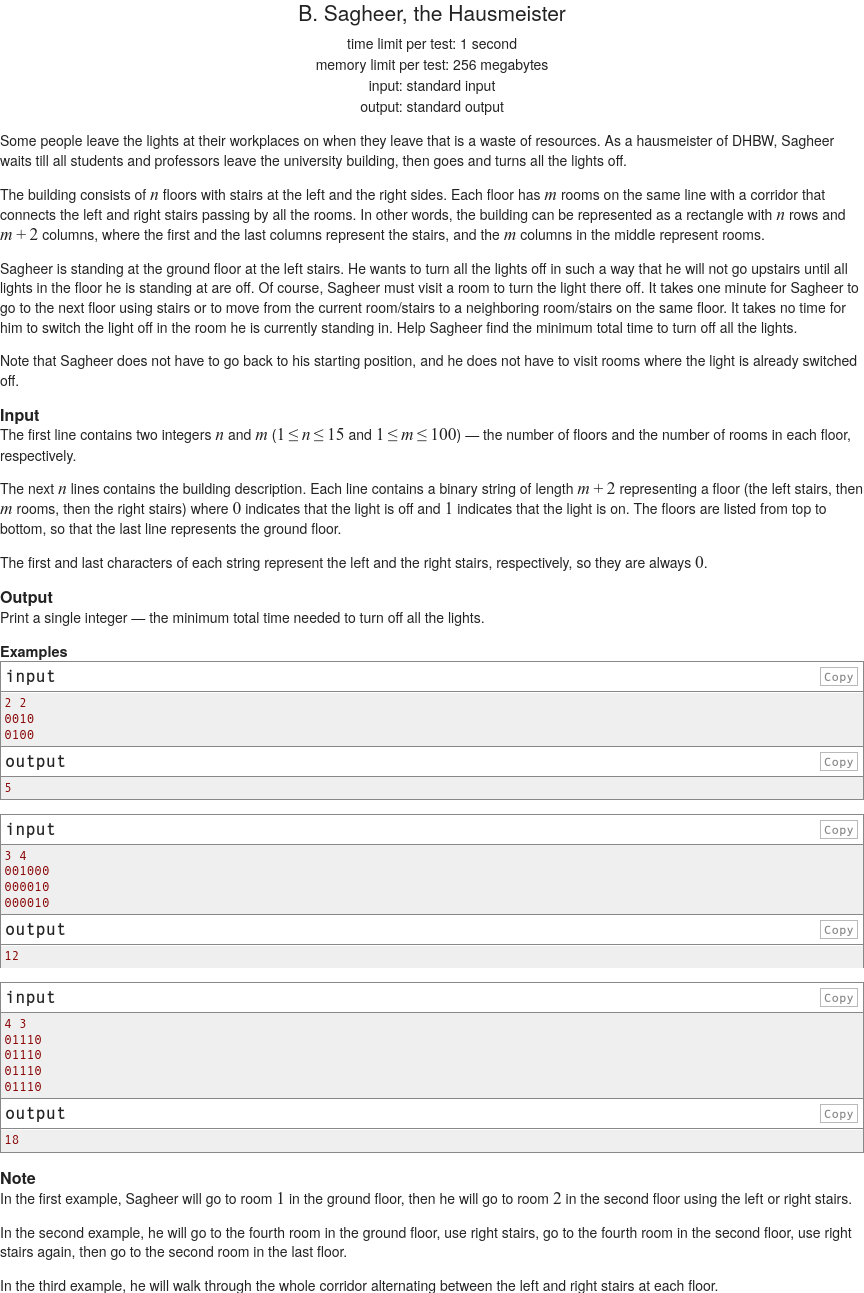 B. Sagheer, the Hausmeister
time limit per test: 1 second
memory limit per test: 256 megabytes
input: standard input
output: standard output
Some people leave the lights at their workplaces on when they leave that is a waste of resources. As a hausmeister of DHBW, Sagheer
waits till all students and professors leave the university building, then goes and turns all the lights off.
The building consists of n floors with stairs at the left and the right sides. Each floor has m rooms on the same line with a corridor that
connects the left and right stairs passing by all the rooms. In other words, the building can be represented as a rectangle with n rows and
m + 2 columns, where the first and the last columns represent the stairs, and the m columns in the middle represent rooms.
Sagheer is standing at the ground floor at the left stairs. He wants to turn all the lights off in such a way that he will not go upstairs until all
lights in the floor he is standing at are off. Of course, Sagheer must visit a room to turn the light there off. It takes one minute for Sagheer to
go to the next floor using stairs or to move from the current room/stairs to a neighboring room/stairs on the same floor. It takes no time for
him to switch the light off in the room he is currently standing in. Help Sagheer find the minimum total time to turn off all the lights.
Note that Sagheer does not have to go back to his starting position, and he does not have to visit rooms where the light is already switched
off.
Input
The first line contains two integers n and m (1 ≤ n ≤ 15 and 1 ≤ m ≤ 100) — the number of floors and the number of rooms in each floor,
respectively.
The next n lines contains the building description. Each line contains a binary string of length m + 2 representing a floor (the left stairs, then
m rooms, then the right stairs) where 0 indicates that the light is off and 1 indicates that the light is on. The floors are listed from top to
bottom, so that the last line represents the ground floor.
The first and last characters of each string represent the left and the right stairs, respectively, so they are always 0.
Output
Print a single integer — the minimum total time needed to turn off all the lights.
Examples
input Copy
2 2
0010
0100
output Copy
5
input Copy
3 4
001000
000010
000010
output Copy
12
input Copy
4 3
01110
01110
01110
01110
output Copy
18
Note
In the first example, Sagheer will go to room 1 in the ground floor, then he will go to room 2 in the second floor using the left or right stairs.
In the second example, he will go to the fourth room in the ground floor, use right stairs, go to the fourth room in the second floor, use right
stairs again, then go to the second room in the last floor.
In the third example, he will walk through the whole corridor alternating between the left and right stairs at each floor.